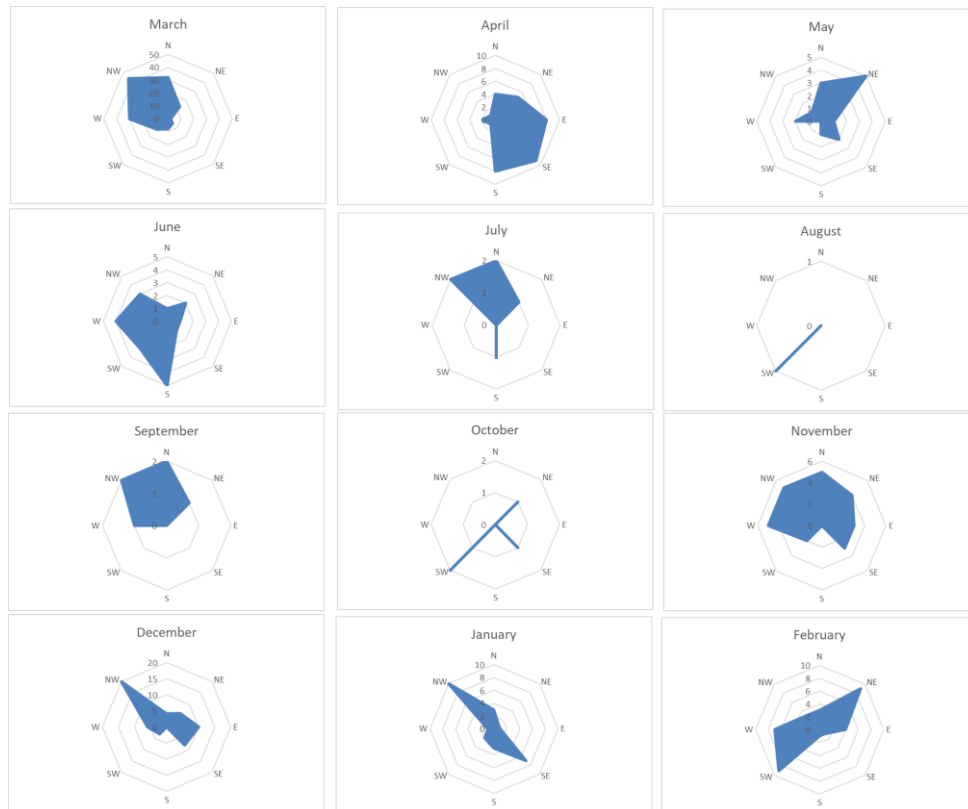 March
N
50
NW 40 NE
30
20
10
W 0 E
SW SE
S
April
N
10
NW 8 NE
6
4
2
W 0 E
SW SE
S
May
N
5
NW 4 NE
3
2
1
W 0 E
SW SE
S
June
N
5
NW 4 NE
3
2
1
W 0 E
SW SE
S
July
N
2
NW NE
1
W 0 E
SW SE
S
August
N
1
NW NE
W 0 E
SW SE
S
September
N
2
NW NE
1
W 0 E
SW SE
S
October
N
2
NW NE
1
W 0 E
SW SE
S
November
N
6
NW NE
4
2
W 0 E
SW SE
S
December
N
20
NW 15 NE
10
5
W 0 E
SW SE
S
January
N
10
NW 8 NE
6
4
2
W 0 E
SW SE
S
February
N
10
NW 8 NE
6
4
2
W 0 E
SW SE
S